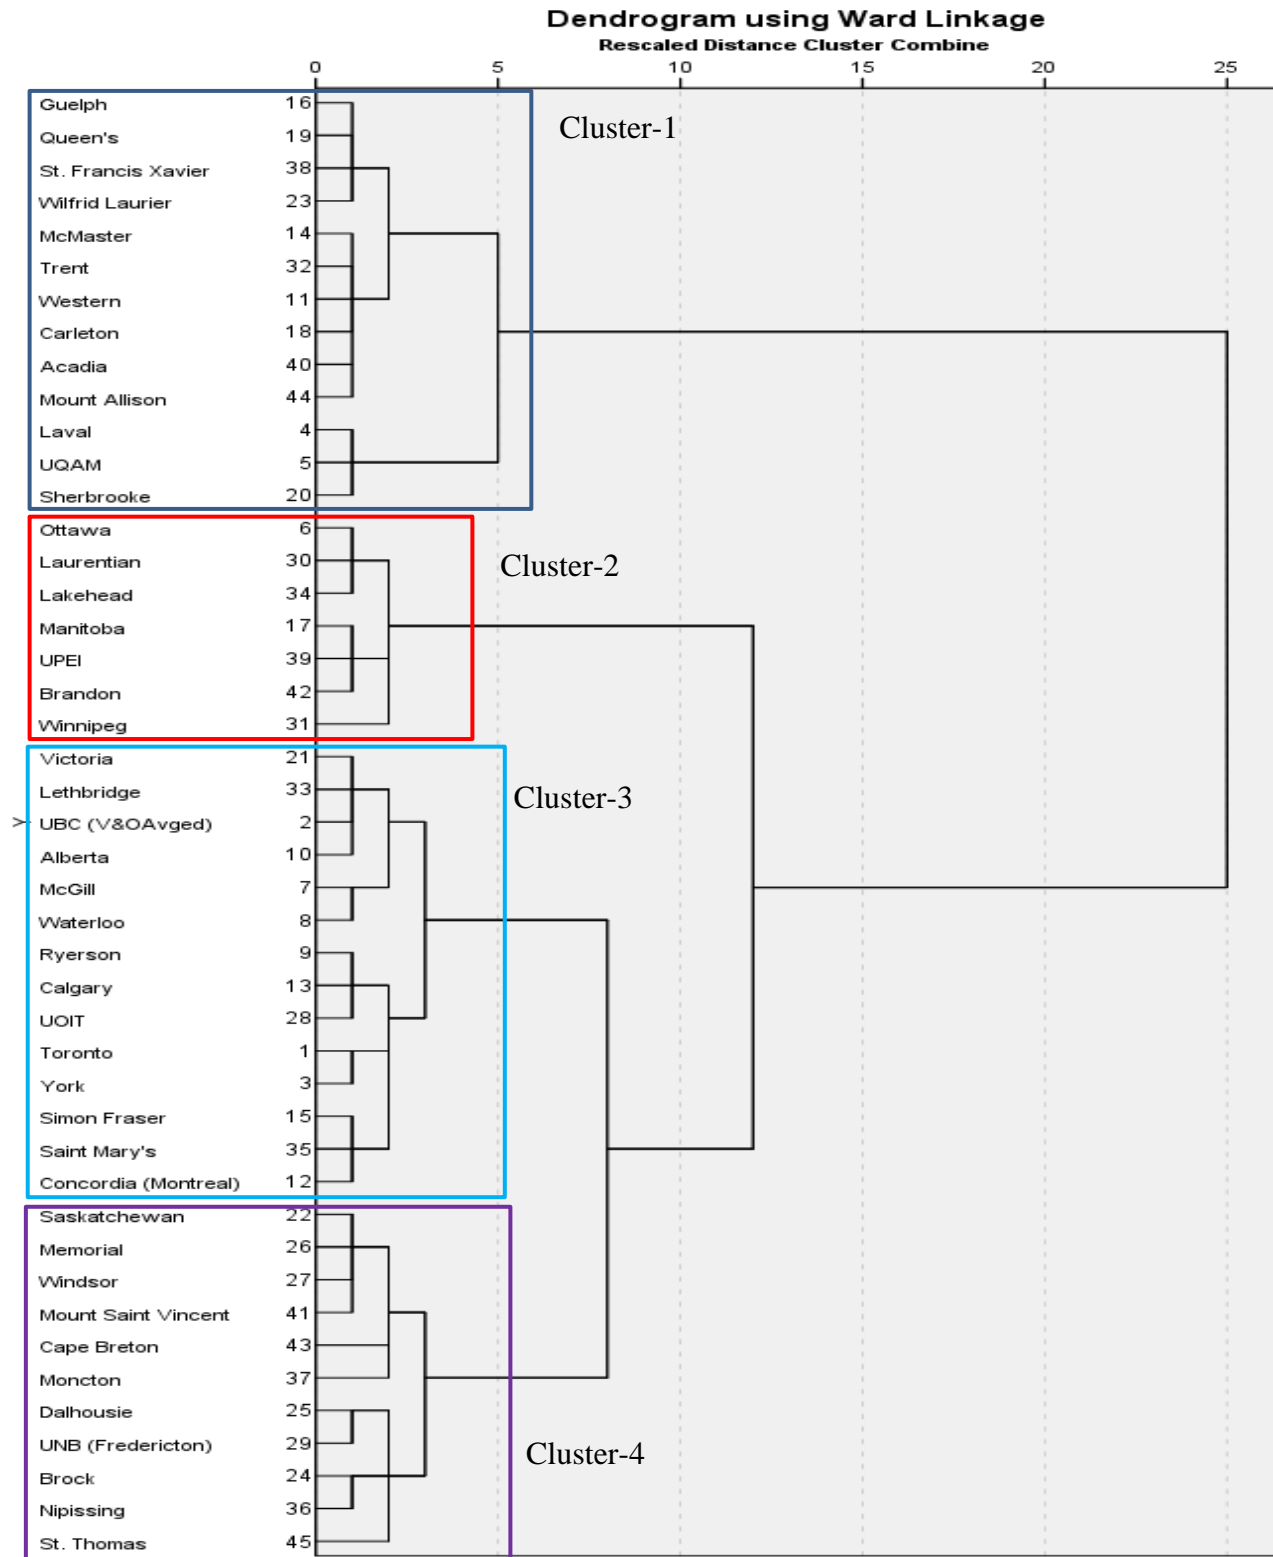 Dendrogram using Ward Linkage
Rescaled Distance Cluster Combine
0 5 10 15 20 25
Guelph 16
Cluster-1
Queen's 19
St. Francis Xavier 38
Wilfrid Laurier 23
McMaster 14
Trent 32
Western 11
Carleton 18
Acadia 40
Mount Allison 44
Laval 4
UQAM 5
Sherbrooke 20
Ottawa 6
Laurentian 30
Cluster-2
Lakehead 34
Manitoba 17
UPEI 39
Brandon 42
Winnipeg 31
Victoria 21
Lethbridge 33
Cluster-3
> UBC (V&OAvged) 2
Alberta 10
McGill 7
Waterloo 8
Ryerson 9
Calgary 13
UOIT 28
Toronto 1
York 3
Simon Fraser 15
Saint Mary's 35
Concordia (Montreal) 12
Saskatchewan 22
Memorial 26
Windsor 27
Mount Saint Vincent 41
Cape Breton 43
Moncton 37
Dalhousie 25
UNB (Fredericton) 29
Cluster-4
Brock 24
Nipissing 36
St. Thomas 45